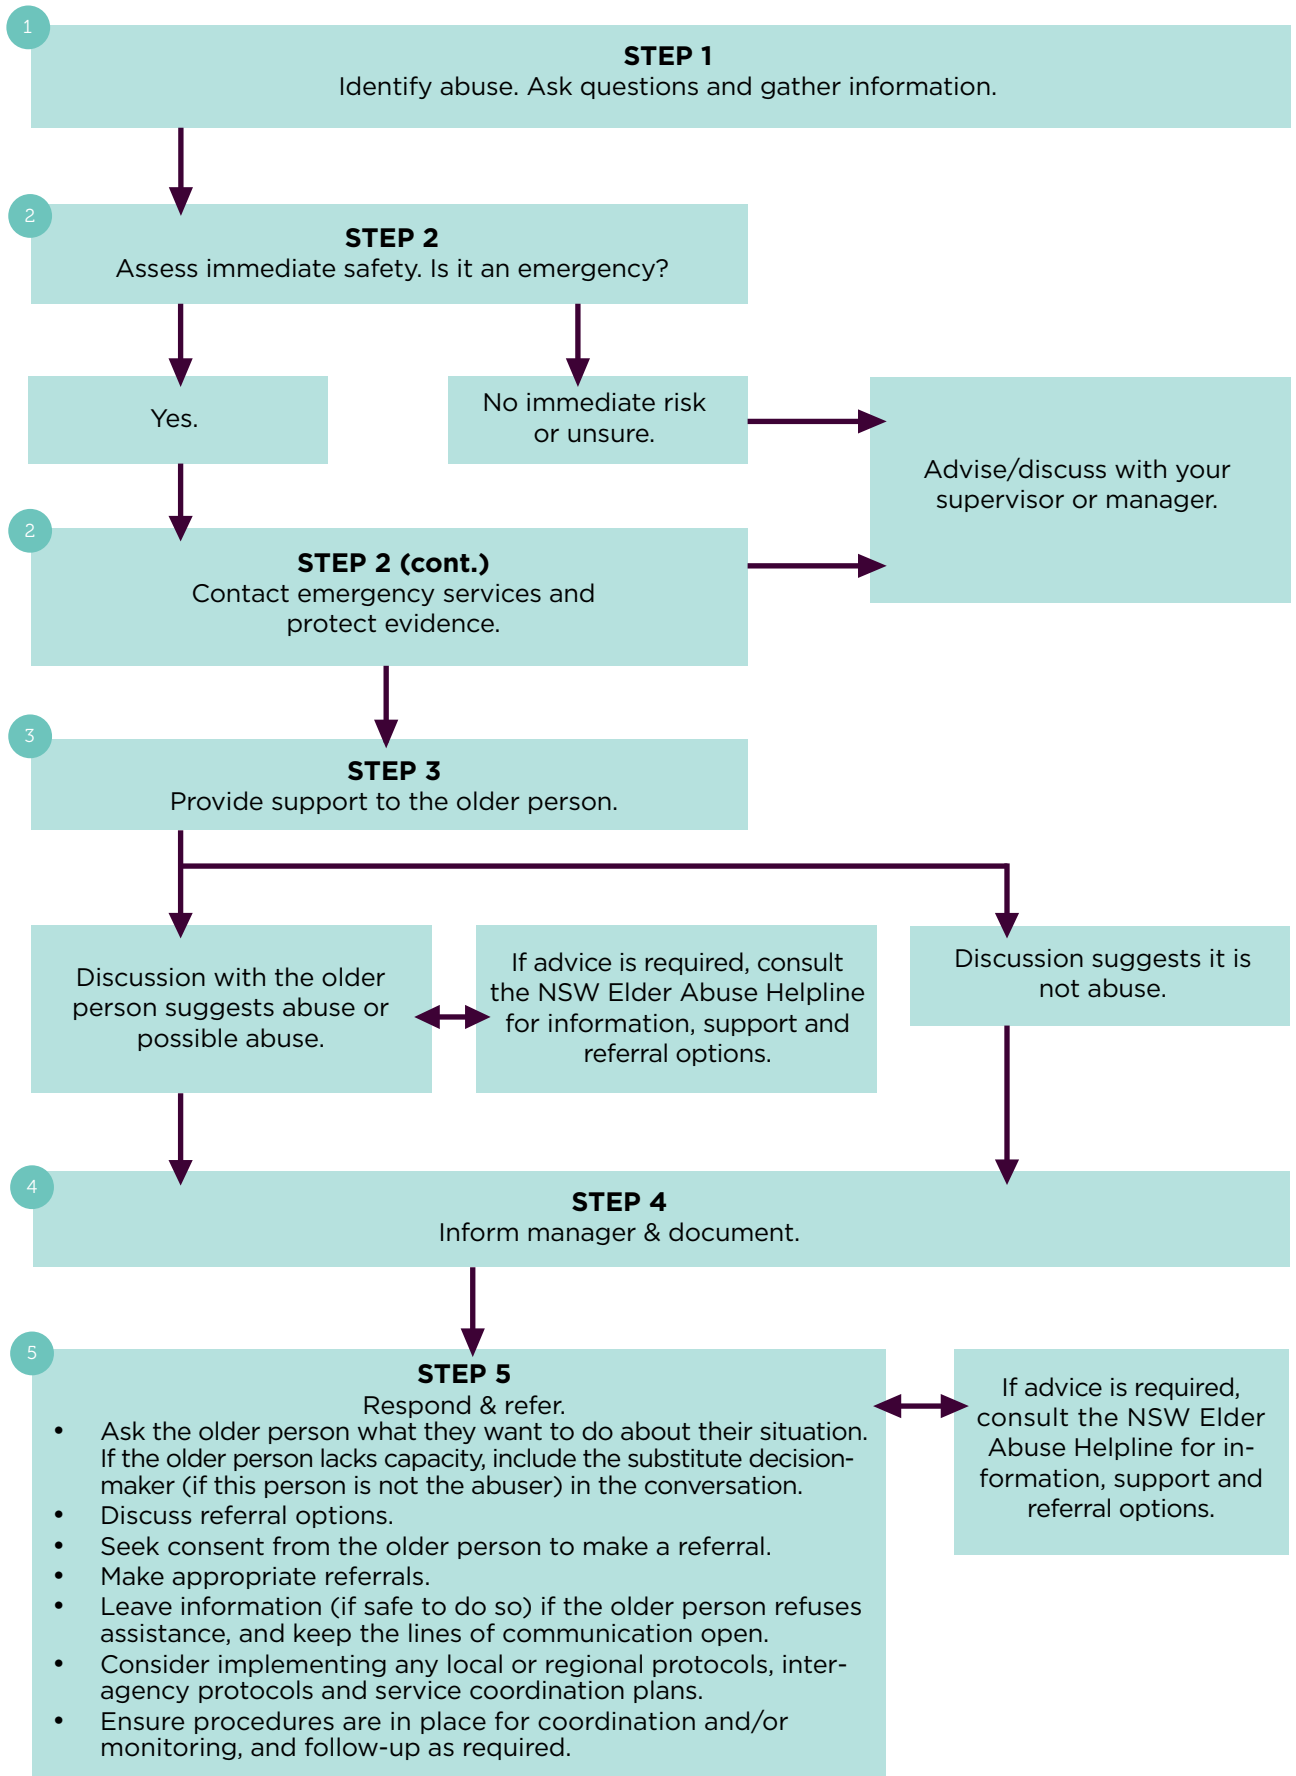 1
STEP 1
Identify abuse. Ask questions and gather information.
2
STEP 2
Assess immediate safety. Is it an emergency?
Yes.
No immediate risk
or unsure.
Advise/discuss with your
supervisor or manager.
2
STEP 2 (cont.)
Contact emergency services and
protect evidence.
3
STEP 3
Provide support to the older person.
Discussion with the older
person suggests abuse or
possible abuse.
If advice is required, consult
the NSW Elder Abuse Helpline
for information, support and
referral options.
Discussion suggests it is
not abuse.
4
STEP 4
Inform manager & document.
5
STEP 5
Respond & refer.
• Ask the older person what they want to do about their situation.
If the older person lacks capacity, include the substitute decision-
maker (if this person is not the abuser) in the conversation.
• Discuss referral options.
• Seek consent from the older person to make a referral.
• Make appropriate referrals.
• Leave information (if safe to do so) if the older person refuses
assistance, and keep the lines of communication open.
• Consider implementing any local or regional protocols, inter-
agency protocols and service coordination plans.
• Ensure procedures are in place for coordination and/or
monitoring, and follow-up as required.
If advice is required,
consult the NSW Elder
Abuse Helpline for in-
formation, support and
referral options.